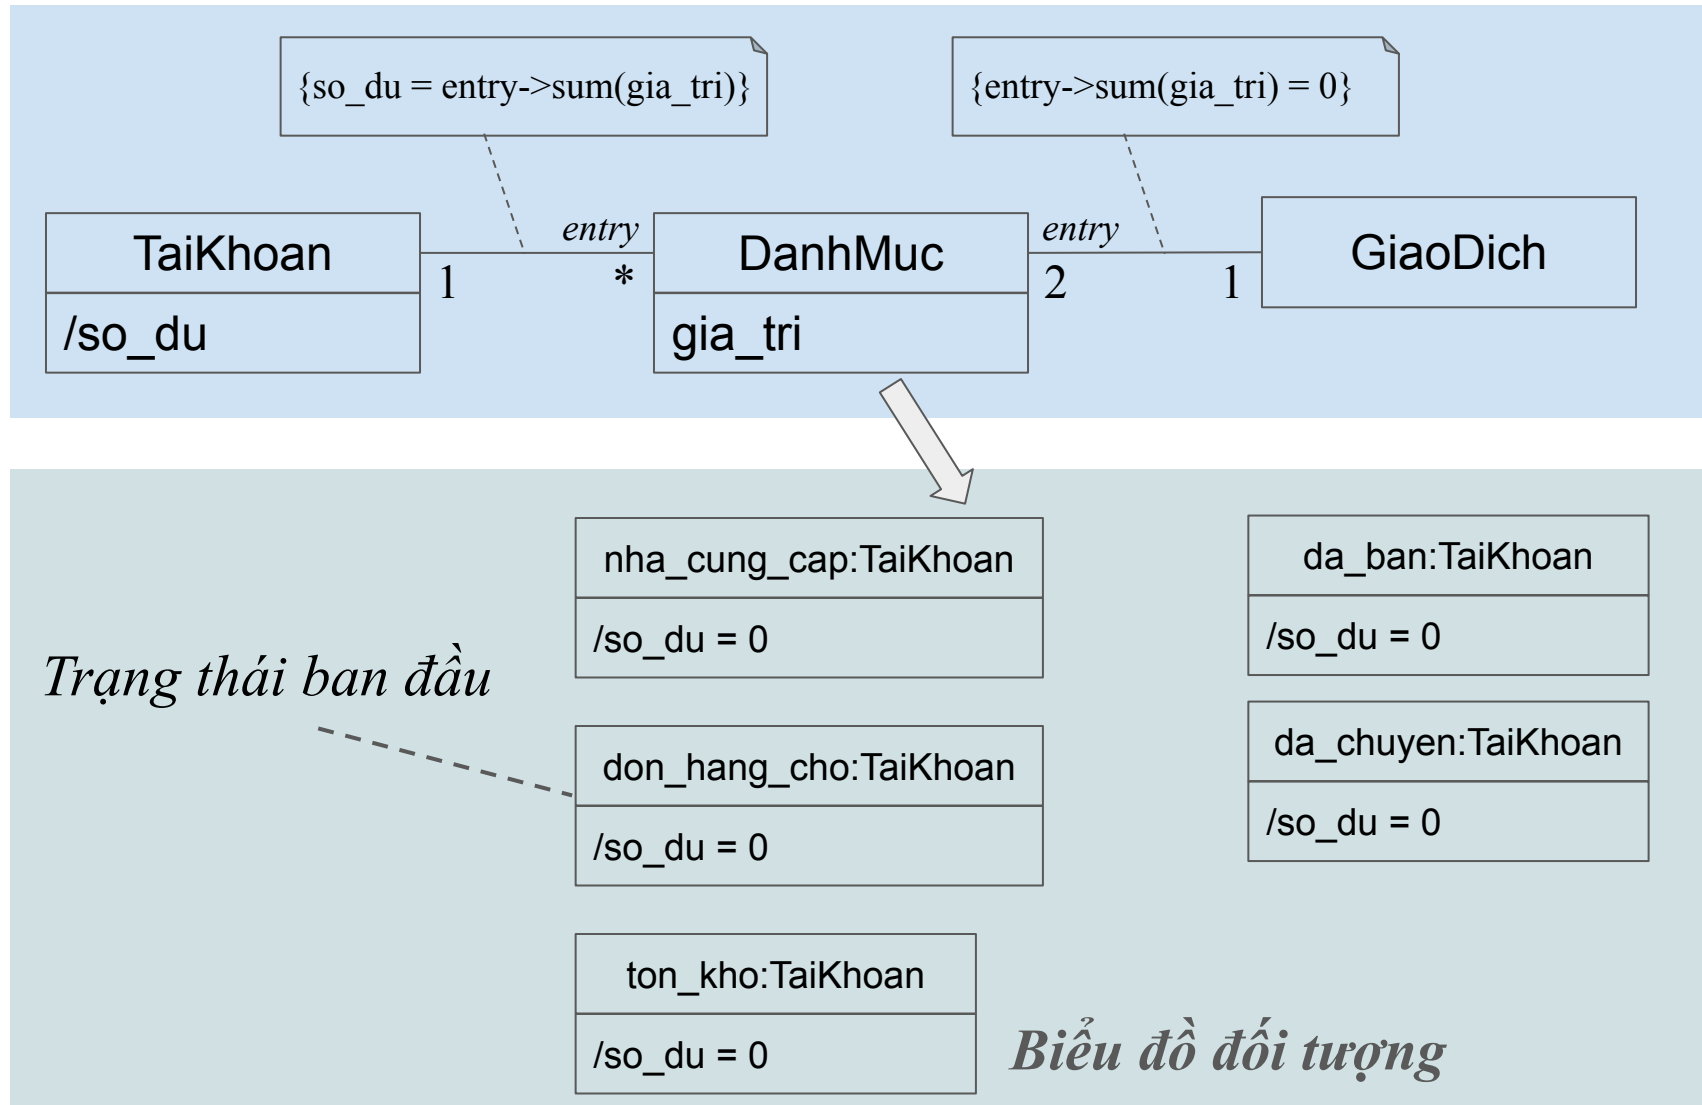 {so_du = entry->sum(gia_tri)}
{entry->sum(gia_tri) = 0}
TaiKhoan
/so_du
1
entry
*
DanhMuc
gia_tri
entry
2
1
GiaoDich
Trạng thái ban đầu
nha_cung_cap:TaiKhoan
/so_du = 0
don_hang_cho:TaiKhoan
/so_du = 0
ton_kho:TaiKhoan
/so_du = 0
da_ban:TaiKhoan
/so_du = 0
da_chuyen:TaiKhoan
/so_du = 0
Biểu đồ đối tượng